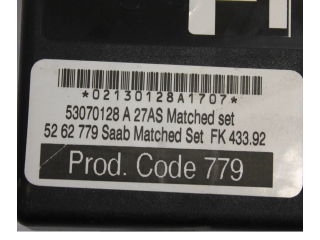 *02130128A1707*
53070128 A 27AS Matched set
52 62 779 Saab Matched Set FK 433.92
Prod. Code 779